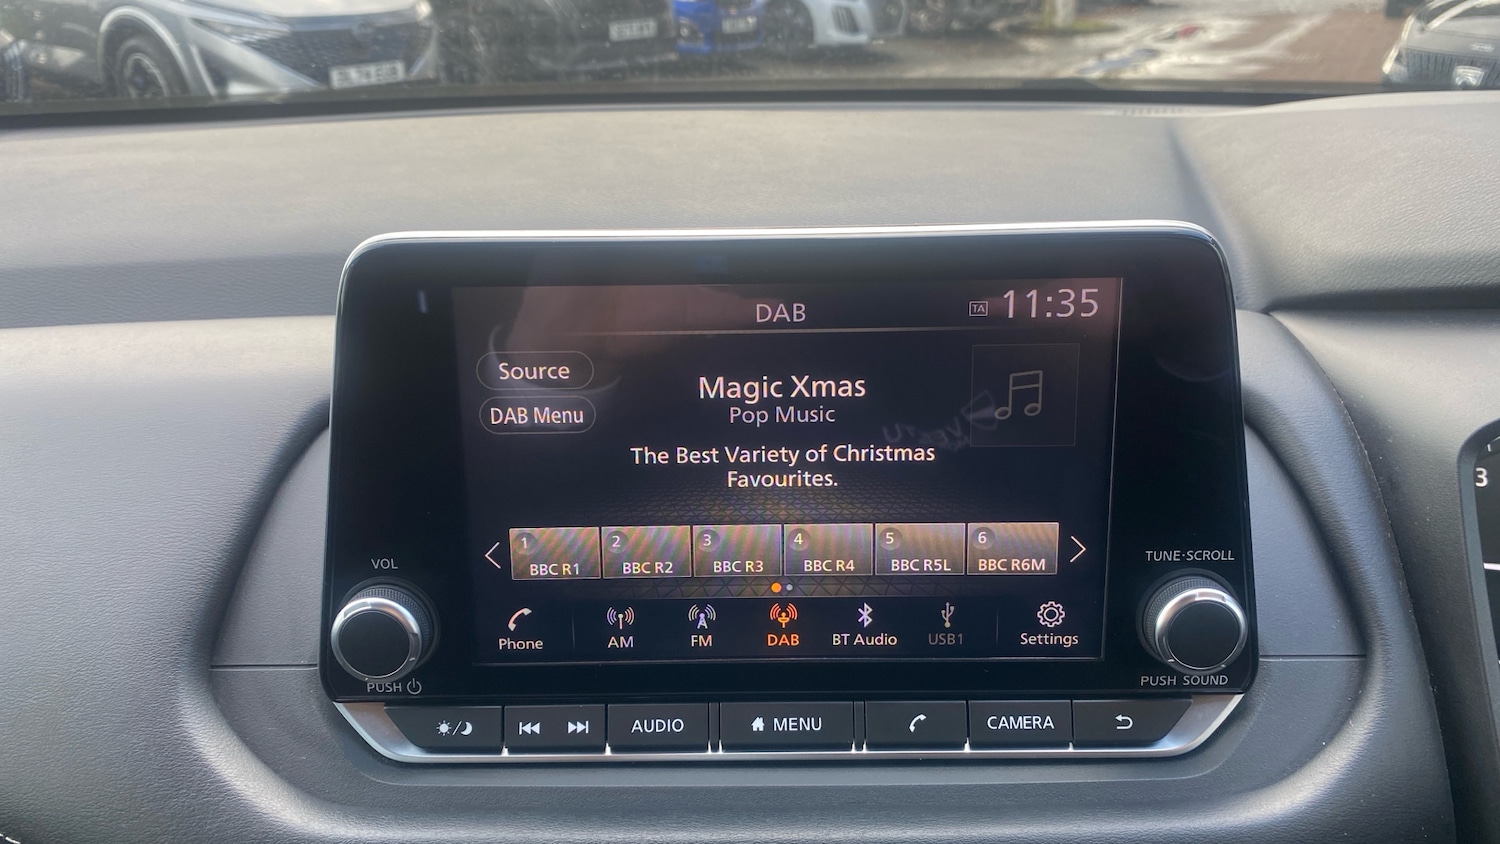 DAB
TA 11:35
Source
DAB Menu
Magic Xmas
Pop Music
The Best Variety of Christmas
Favourites.
1 BBC R1
2 BBC R2
3 BBC R3
4 BBC R4
5 BBC R5L
6 BBC R6M
Phone
AM
FM
DAB
BT Audio
USB1
Settings
VOL
PUSH
TUNE·SCROLL
PUSH SOUND
AUDIO
MENU
CAMERA
3